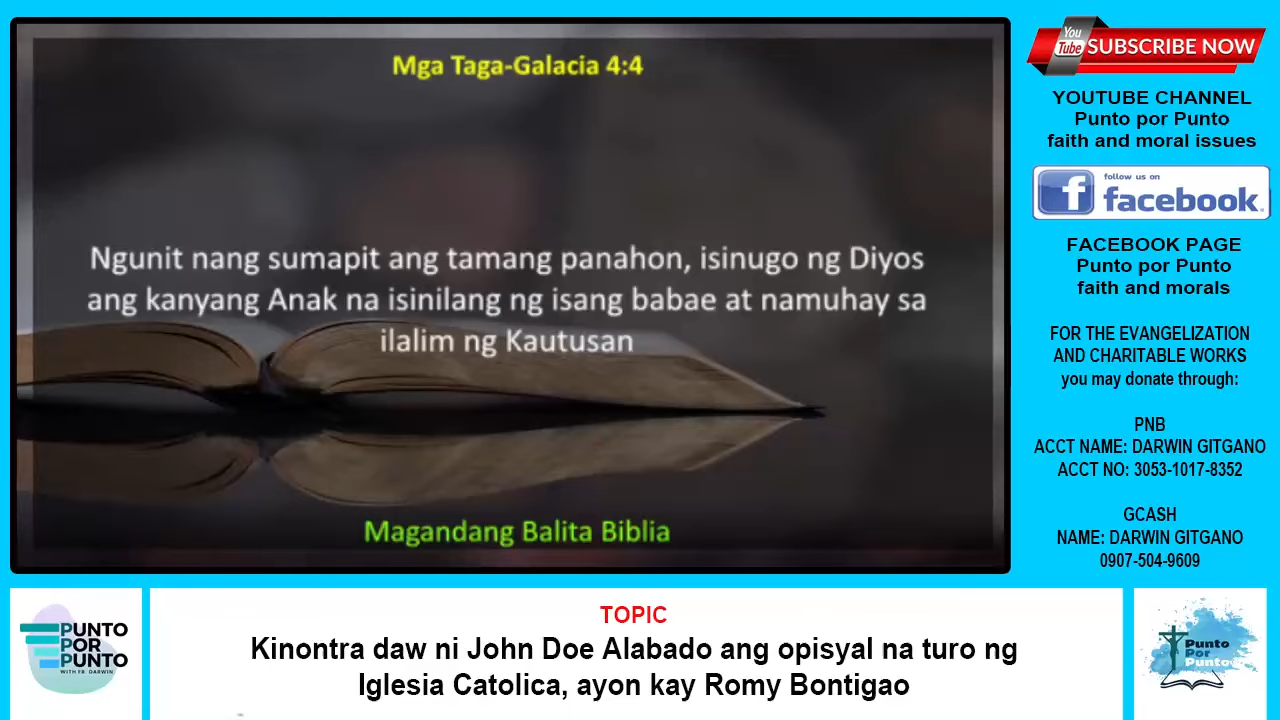 Mga Taga-Galacia 4:4
Ngunit nang sumapit ang tamang panahon, isinugo ng Diyos
ang kanyang Anak na isinilang ng isang babae at namuhay sa
ilalim ng Kautusan
Magandang Balita Biblia
You
Tube SUBSCRIBE NOW
YOUTUBE CHANNEL
Punto por Punto
faith and moral issues
follow us on
facebook.
FACEBOOK PAGE
Punto por Punto
faith and morals
FOR THE EVANGELIZATION
AND CHARITABLE WORKS
you may donate through:
PNB
ACCT NAME: DARWIN GITGANO
ACCT NO: 3053-1017-8352
GCASH
NAME: DARWIN GITGANO
0907-504-9609
PUNTO
POR
PUNTO
WITH FR. DARWIN
TOPIC
Kinontra daw ni John Doe Alabado ang opisyal na turo ng
Iglesia Catolica, ayon kay Romy Bontigao
Punto
Por
Punto